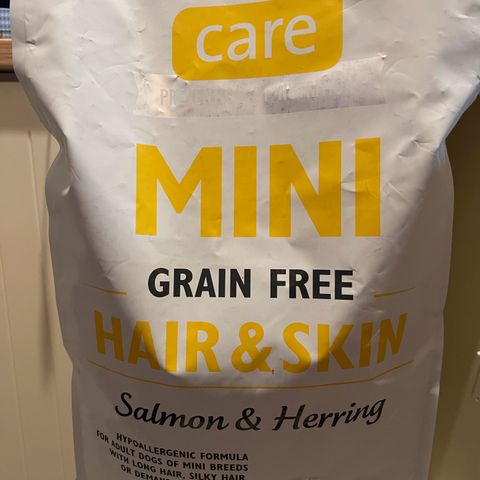 care
MINI
GRAIN FREE
HAIR & SKIN
Salmon & Herring
HYPOALLERGENIC FORMULA
FOR ADULT DOGS OF MINI BREEDS
WITH LONG HAIR, SILKY HAIR